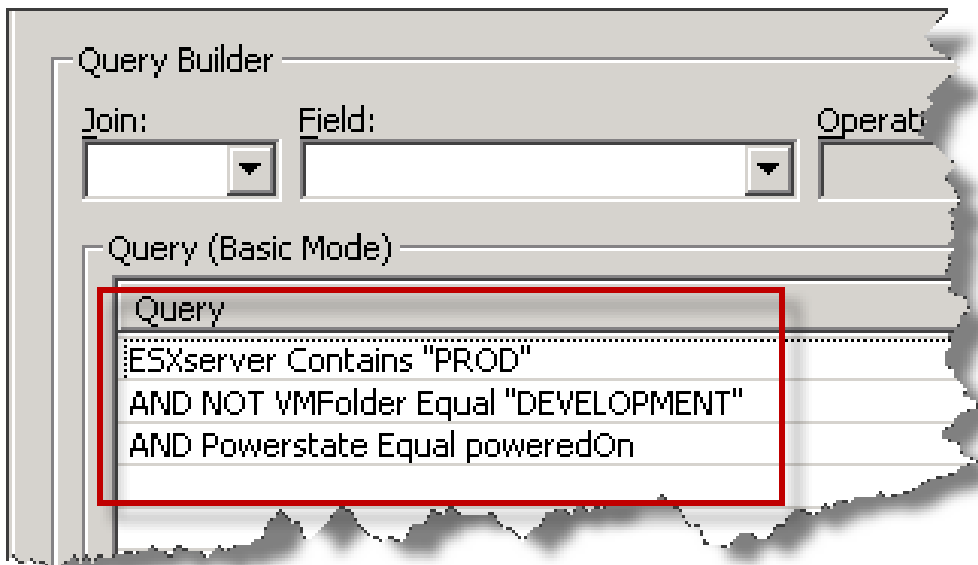 Query Builder
Join: Field: Operat
Query (Basic Mode)
Query
ESXserver Contains "PROD"
AND NOT VMFolder Equal "DEVELOPMENT"
AND Powerstate Equal poweredOn